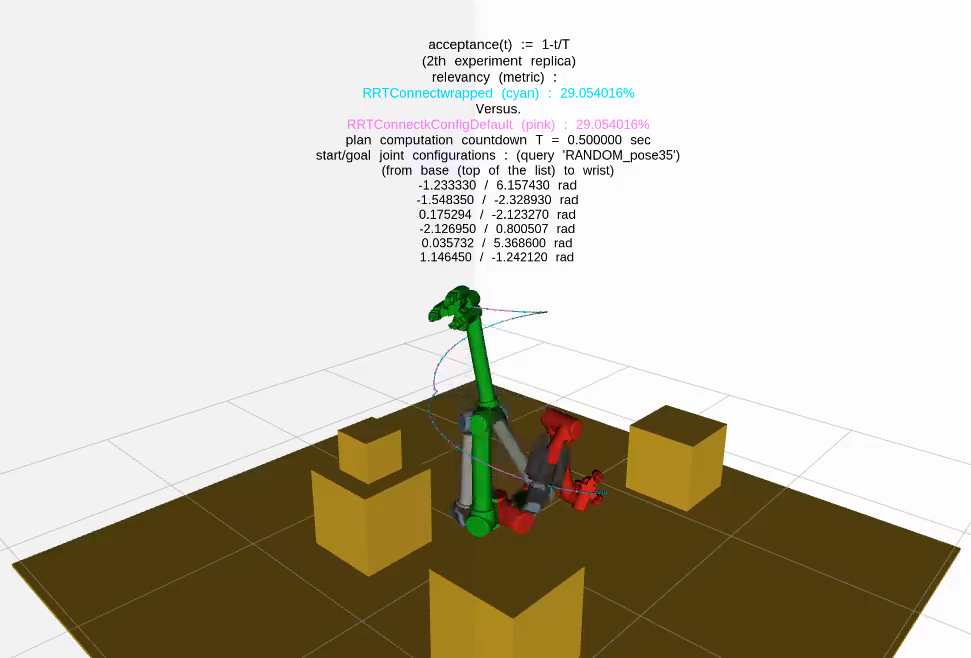 acceptance(t) := 1-t/T
(2th experiment replica)
relevancy (metric) :
RRTConnectwrapped (cyan) : 29.054016%
Versus.
RRTConnectkConfigDefault (pink) : 29.054016%
plan computation countdown T = 0.500000 sec
start/goal joint configurations : (query 'RANDOM_pose35')
(from base (top of the list) to wrist)
-1.233330 / 6.157430 rad
-1.548350 / -2.328930 rad
0.175294 / -2.123270 rad
-2.126950 / 0.800507 rad
0.035732 / 5.368600 rad
1.146450 / -1.242120 rad